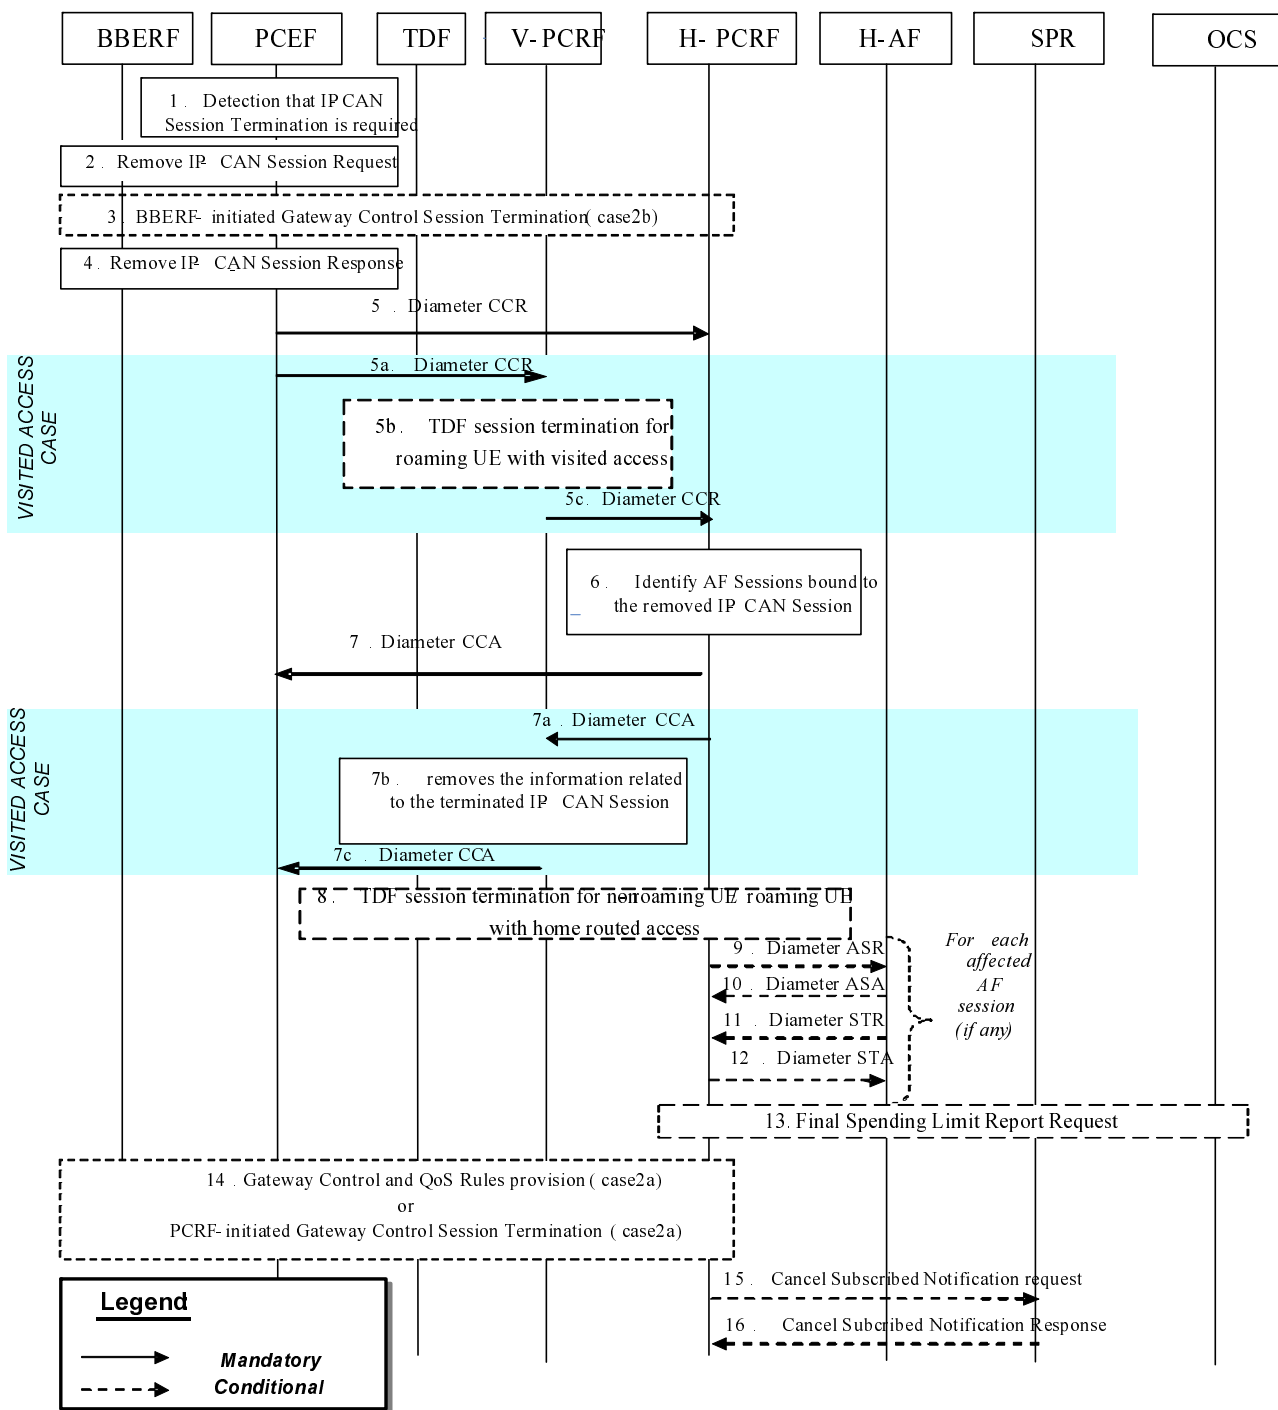 BBERF PCEF TDF V-PCRF H-PCRF H-AF SPR OCS
1. Detection that IP CAN
Session Termination is required
2. Remove IP- CAN Session Request
3. BBERF- initiated Gateway Control Session Termination( case2b)
4. Remove IP- CAN Session Response
5. Diameter CCR
VISITED ACCESS
CASE
5a. Diameter CCR
5b. TDF session termination for
roaming UE with visited access
5c. Diameter CCR
6. Identify AF Sessions bound to
the removed IP- CAN Session
7. Diameter CCA
VISITED ACCESS
CASE
7a. Diameter CCA
7b. removes the information related
to the terminated IP- CAN Session
7c. Diameter CCA
8. TDF session termination for non-roaming UE/ roaming UE
with home routed access
9. Diameter ASR
10. Diameter ASA
11. Diameter STR
12. Diameter STA
For each
affected
AF
session
(if any)
13. Final Spending Limit Report Request
14. Gateway Control and QoS Rules provision ( case2a)
or
PCRF- initiated Gateway Control Session Termination ( case2a)
15. Cancel Subscribed Notification request
16. Cancel Subcribed Notification Response
Legend:
Mandatory
Conditional